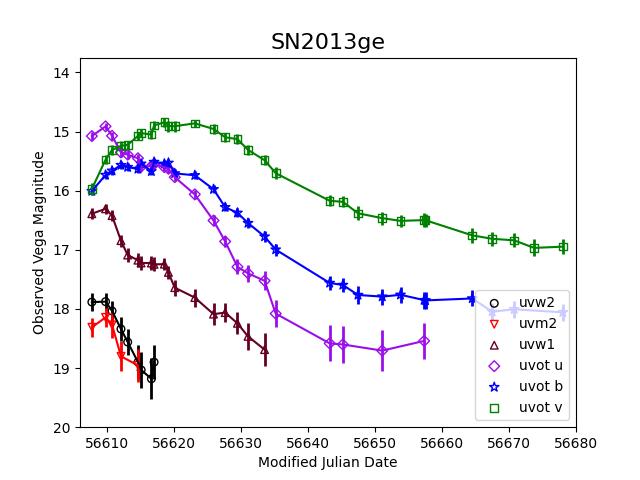 SN2013ge
Observed Vega Magnitude
14
15
16
17
18
19
20
56610 56620 56630 56640 56650 56660 56670 56680
Modified Julian Date
uvw2
uvm2
uvw1
uvot u
uvot b
uvot v